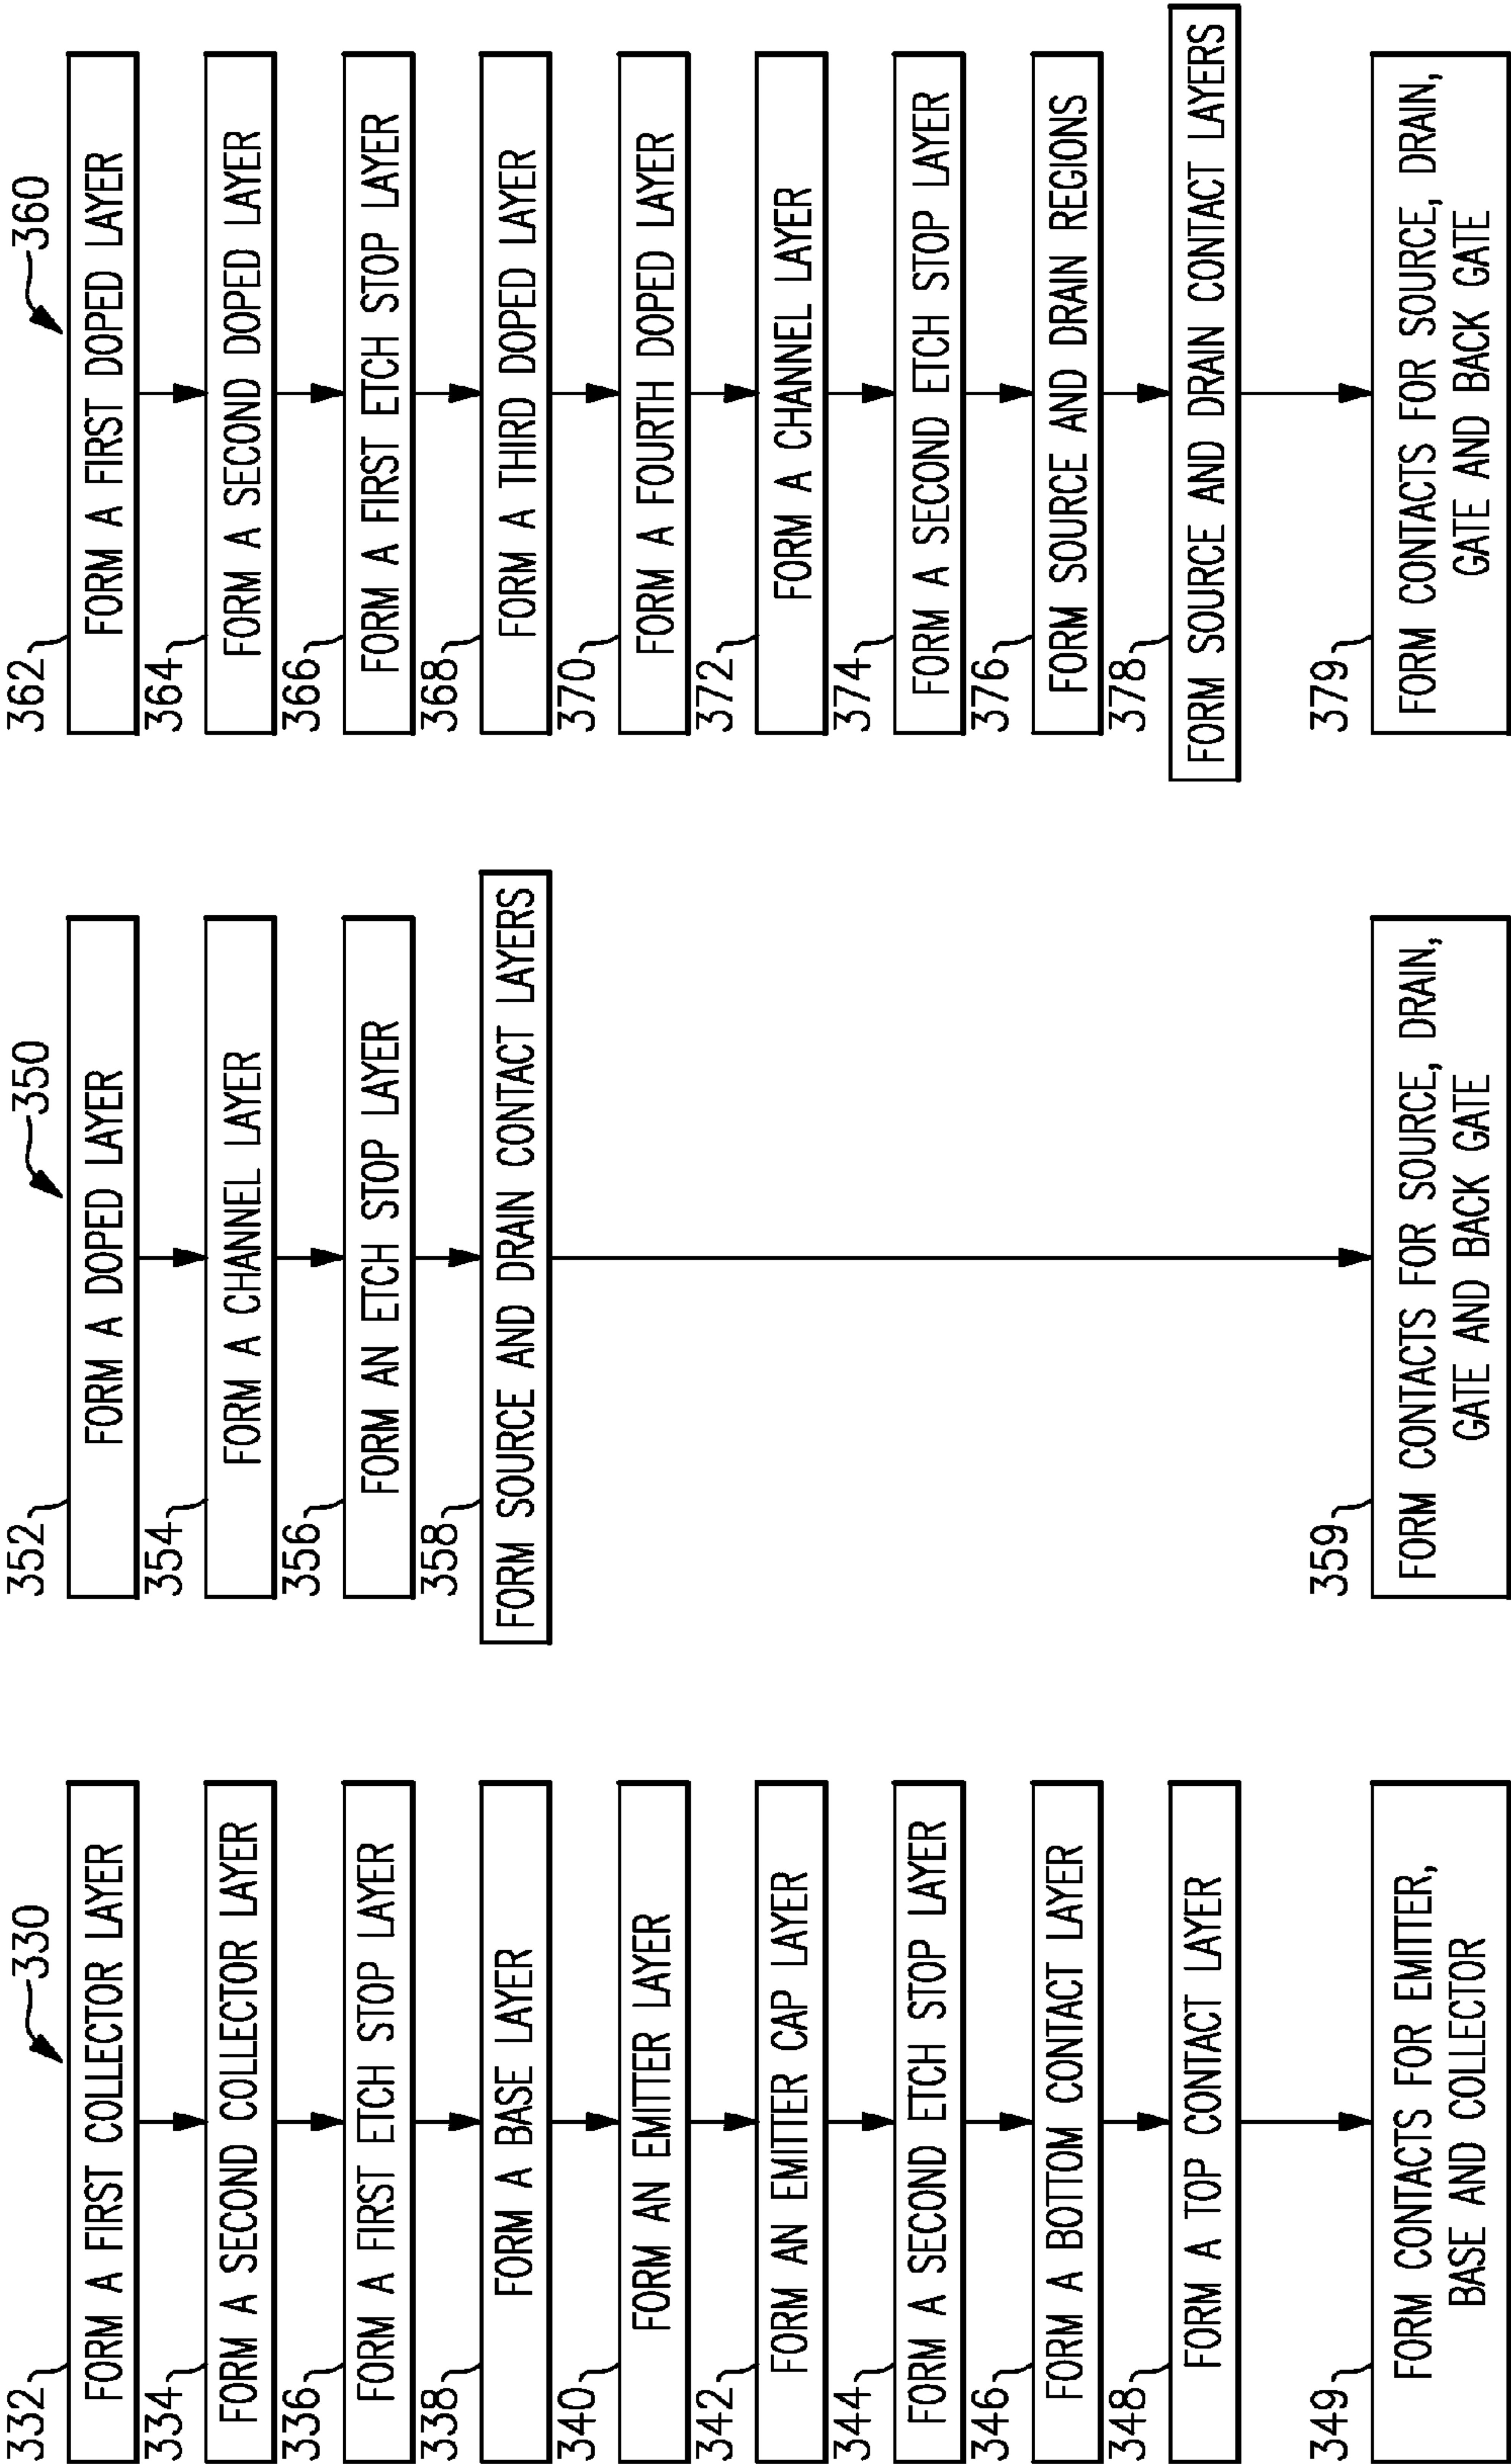 330
332
FORM A FIRST COLLECTOR LAYER
334
FORM A SECOND COLLECTOR LAYER
336
FORM A FIRST ETCH STOP LAYER
338
FORM A BASE LAYER
340
FORM AN EMITTER LAYER
342
FORM AN EMITTER CAP LAYER
344
FORM A SECOND ETCH STOP LAYER
346
FORM A BOTTOM CONTACT LAYER
348
FORM A TOP CONTACT LAYER
349
FORM CONTACTS FOR EMITTER,
BASE AND COLLECTOR
350
352
FORM A DOPED LAYER
354
FORM A CHANNEL LAYER
356
FORM AN ETCH STOP LAYER
358
FORM SOURCE AND DRAIN CONTACT LAYERS
359
FORM CONTACTS FOR SOURCE, DRAIN,
GATE AND BACK GATE
360
362
FORM A FIRST DOPED LAYER
364
FORM A SECOND DOPED LAYER
366
FORM A FIRST ETCH STOP LAYER
368
FORM A THIRD DOPED LAYER
370
FORM A FOURTH DOPED LAYER
372
FORM A CHANNEL LAYER
374
FORM A SECOND ETCH STOP LAYER
376
FORM SOURCE AND DRAIN REGIONS
378
FORM SOURCE AND DRAIN CONTACT LAYERS
379
FORM CONTACTS FOR SOURCE, DRAIN,
GATE AND BACK GATE